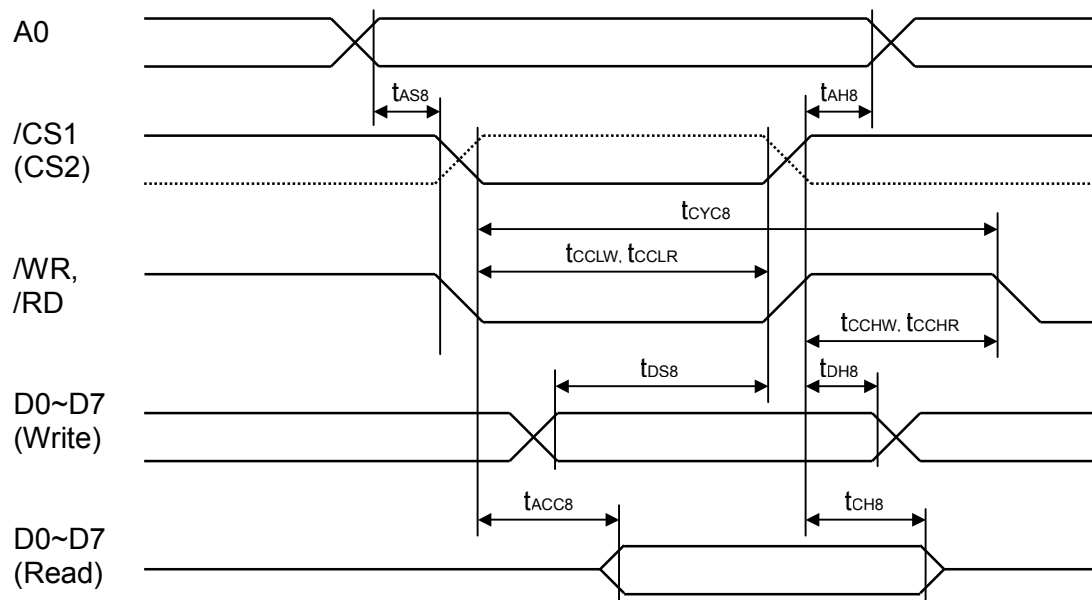 A0
tAS8
tAH8
/CS1
(CS2)
tCYC8
tCCLW, tCCLR
/WR,
/RD
tCCHW, tCCHR
tDS8
tDH8
D0~D7
(Write)
tACC8
tCH8
D0~D7
(Read)